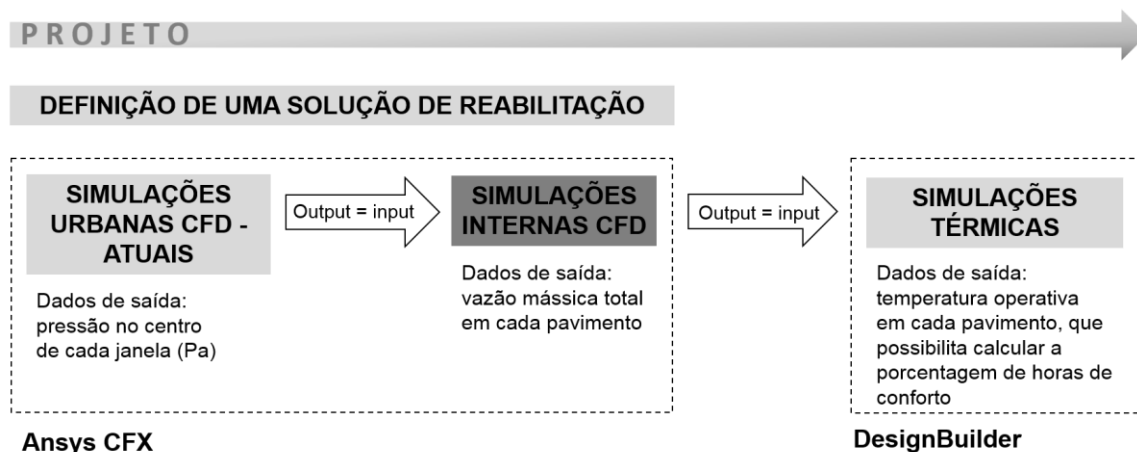 PROJETO
DEFINIÇÃO DE UMA SOLUÇÃO DE REABILITAÇÃO
SIMULAÇÕES
URBANAS CFD -
ATUAIS
Dados de saída:
pressão no centro
de cada janela (Pa)
Output = input
SIMULAÇÕES
INTERNAS CFD
Dados de saída:
vazão mássica total
em cada pavimento
Output = input
SIMULAÇÕES
TÉRMICAS
Dados de saída:
temperatura operativa
em cada pavimento, que
possibilita calcular a
porcentagem de horas de
conforto
Ansys CFX
DesignBuilder